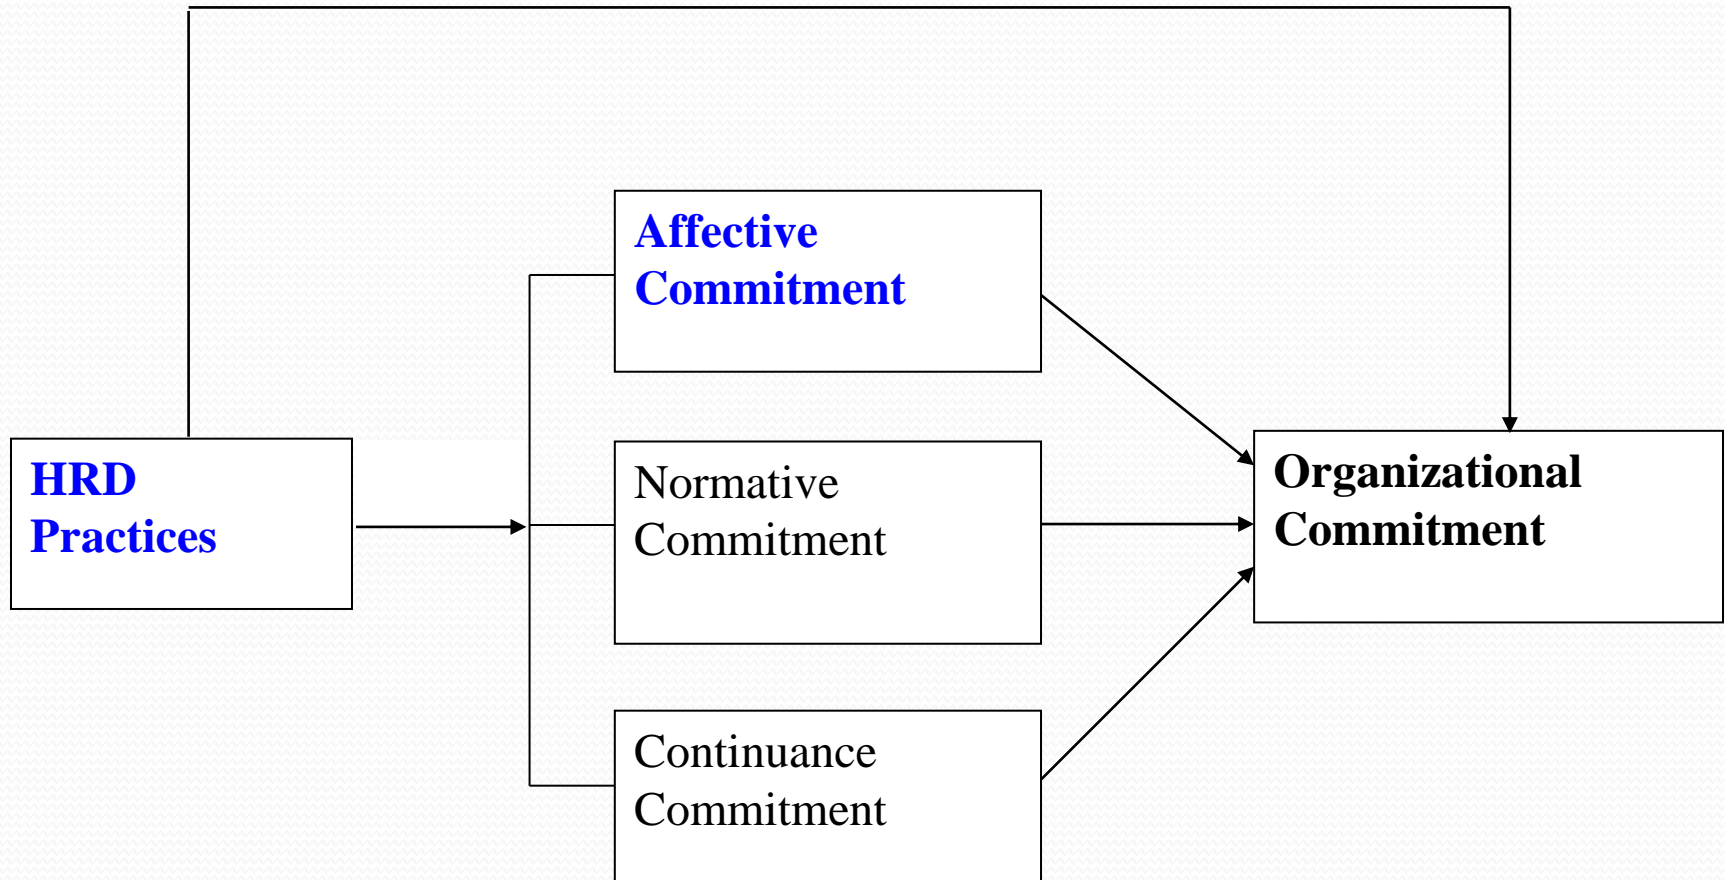 Affective
Commitment
HRD
Practices
Normative
Commitment
Organizational
Commitment
Continuance
Commitment